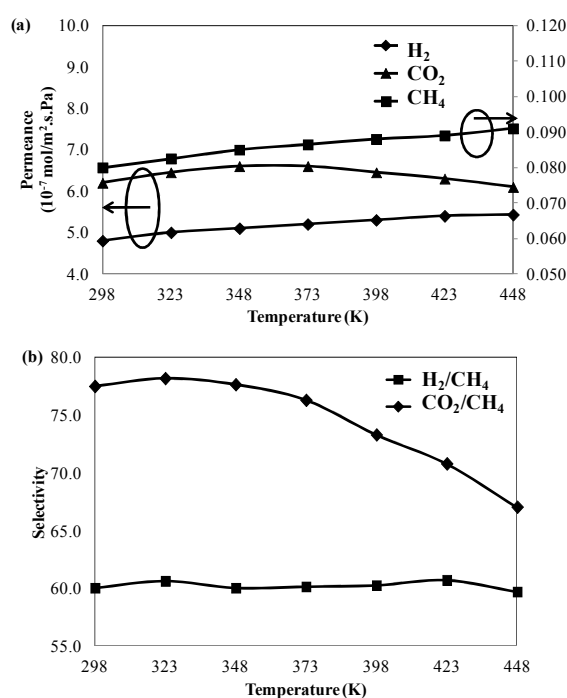 (a)
10.0
9.0
8.0
7.0
6.0
5.0
4.0
Permeance
(10⁻⁷ mol/m².s.Pa)
H₂
CO₂
CH₄
0.120
0.110
0.100
0.090
0.080
0.070
0.060
0.050
298 323 348 373 398 423 448
Temperature (K)
(b)
80.0
75.0
70.0
65.0
60.0
55.0
Selectivity
H₂/CH₄
CO₂/CH₄
298 323 348 373 398 423 448
Temperature (K)